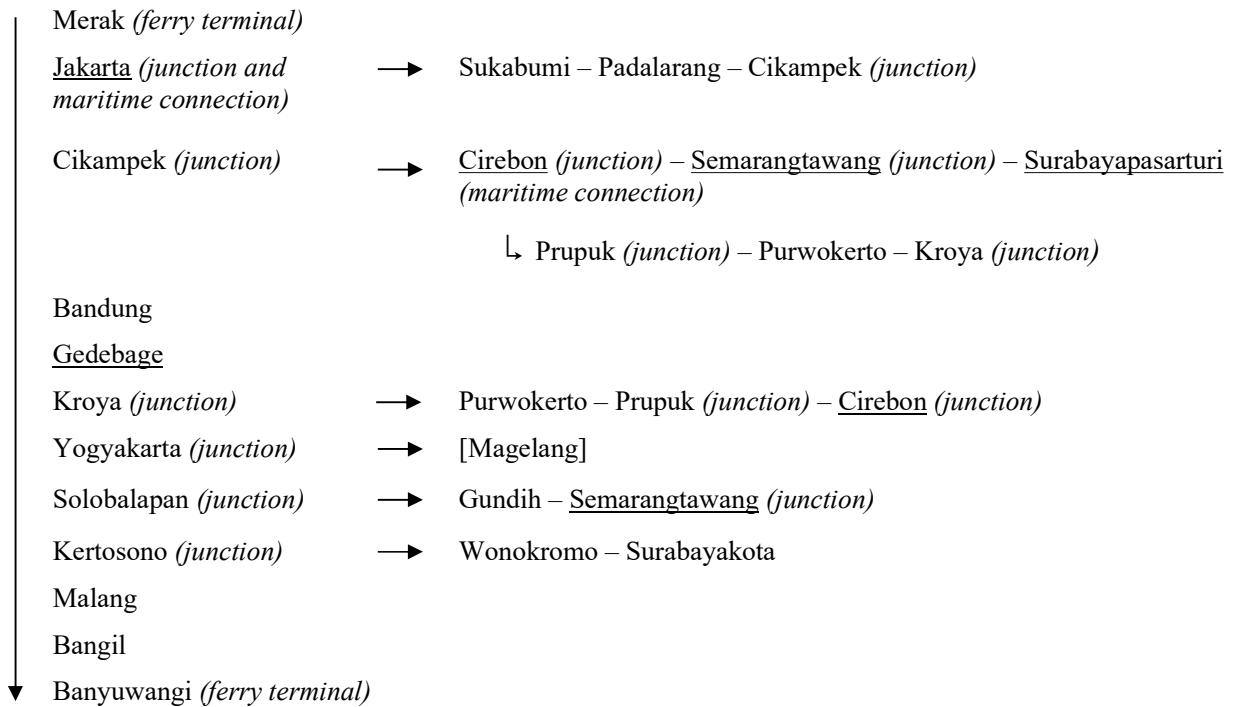 Merak (ferry terminal)
Jakarta (junction and → Sukabumi – Padalarang – Cikampek (junction)
maritime connection)
Cikampek (junction) → Cirebon (junction) – Semarangtawang (junction) – Surabayapasarturi
(maritime connection)
↳ Prupuk (junction) – Purwokerto – Kroya (junction)
Bandung
Gedebage
Kroya (junction) → Purwokerto – Prupuk (junction) – Cirebon (junction)
Yogyakarta (junction) → [Magelang]
Solobalapan (junction) → Gundih – Semarangtawang (junction)
Kertosono (junction) → Wonokromo – Surabayakota
Malang
Bangil
Banyuwangi (ferry terminal)